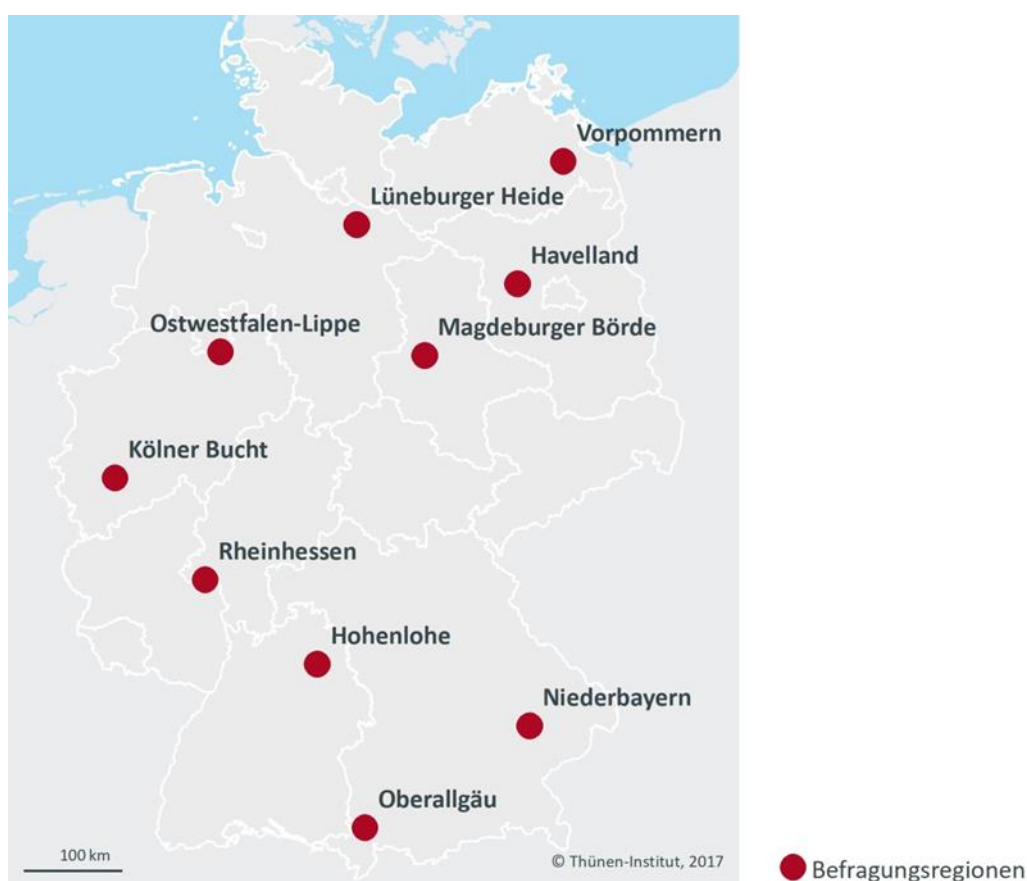 Vorpommern
Lüneburger Heide
Havelland
Ostwestfalen-Lippe
Magdeburger Börde
Kölner Bucht
Rheinhessen
Hohenlohe
Niederbayern
Oberallgäu
100 km
© Thünen-Institut, 2017
Befragungsregionen